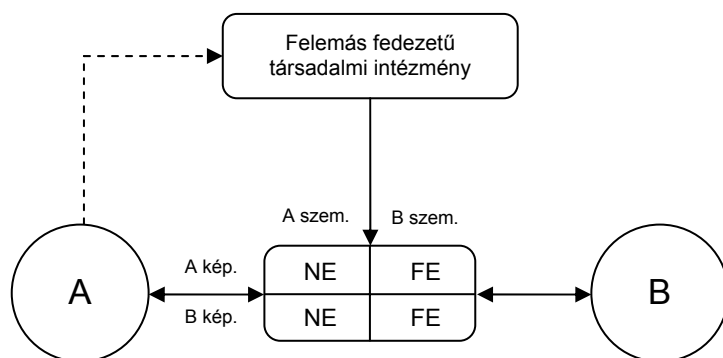 Felemás fedezetű
társadalmi intézmény
A szem. B szem.
A kép. NE FE
A B
B kép. NE FE